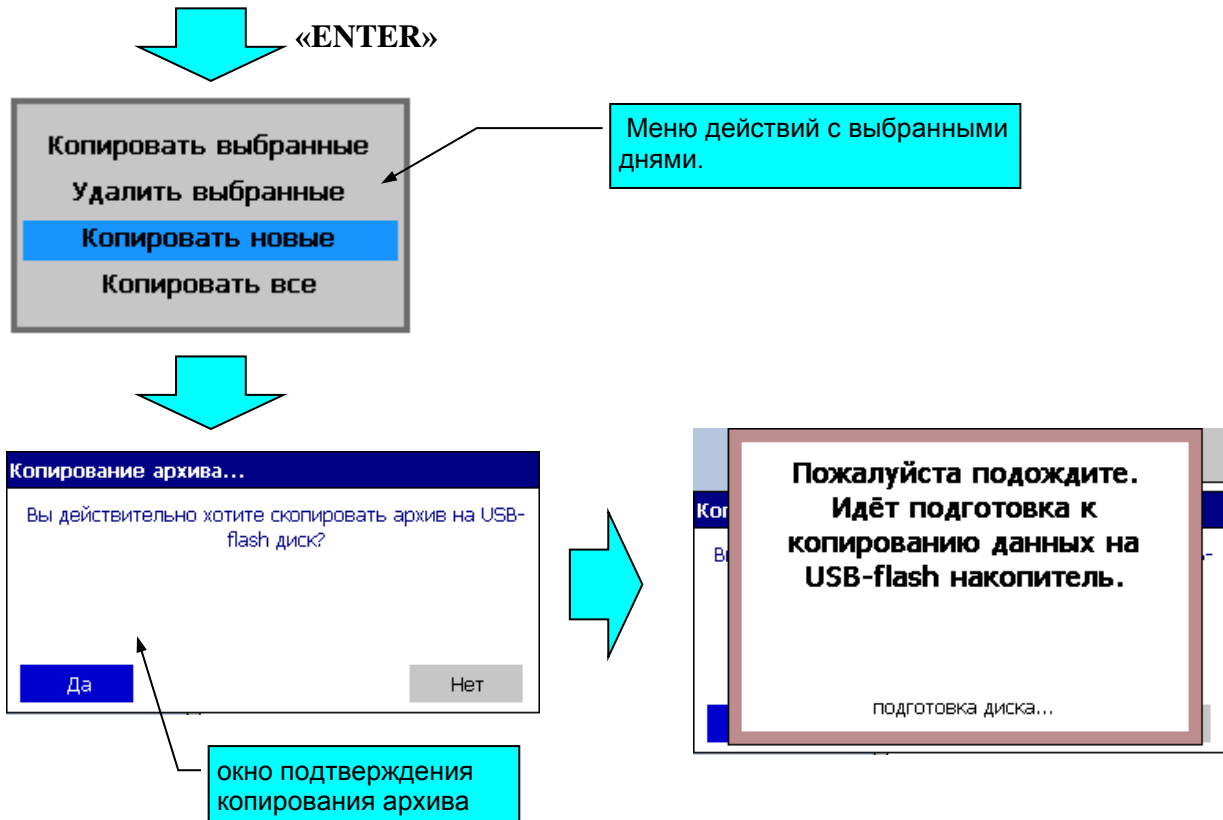 «ENTER»
Копировать выбранные
Удалить выбранные
Копировать новые
Копировать все
Меню действий с выбранными
днями.
Копирование архива...
Вы действительно хотите скопировать архив на USB-
flash диск?
Да
Нет
окно подтверждения
копирования архива
Коп
Вы
Пожалуйста подождите.
Идёт подготовка к
копированию данных на
USB-flash накопитель.
подготовка диска...